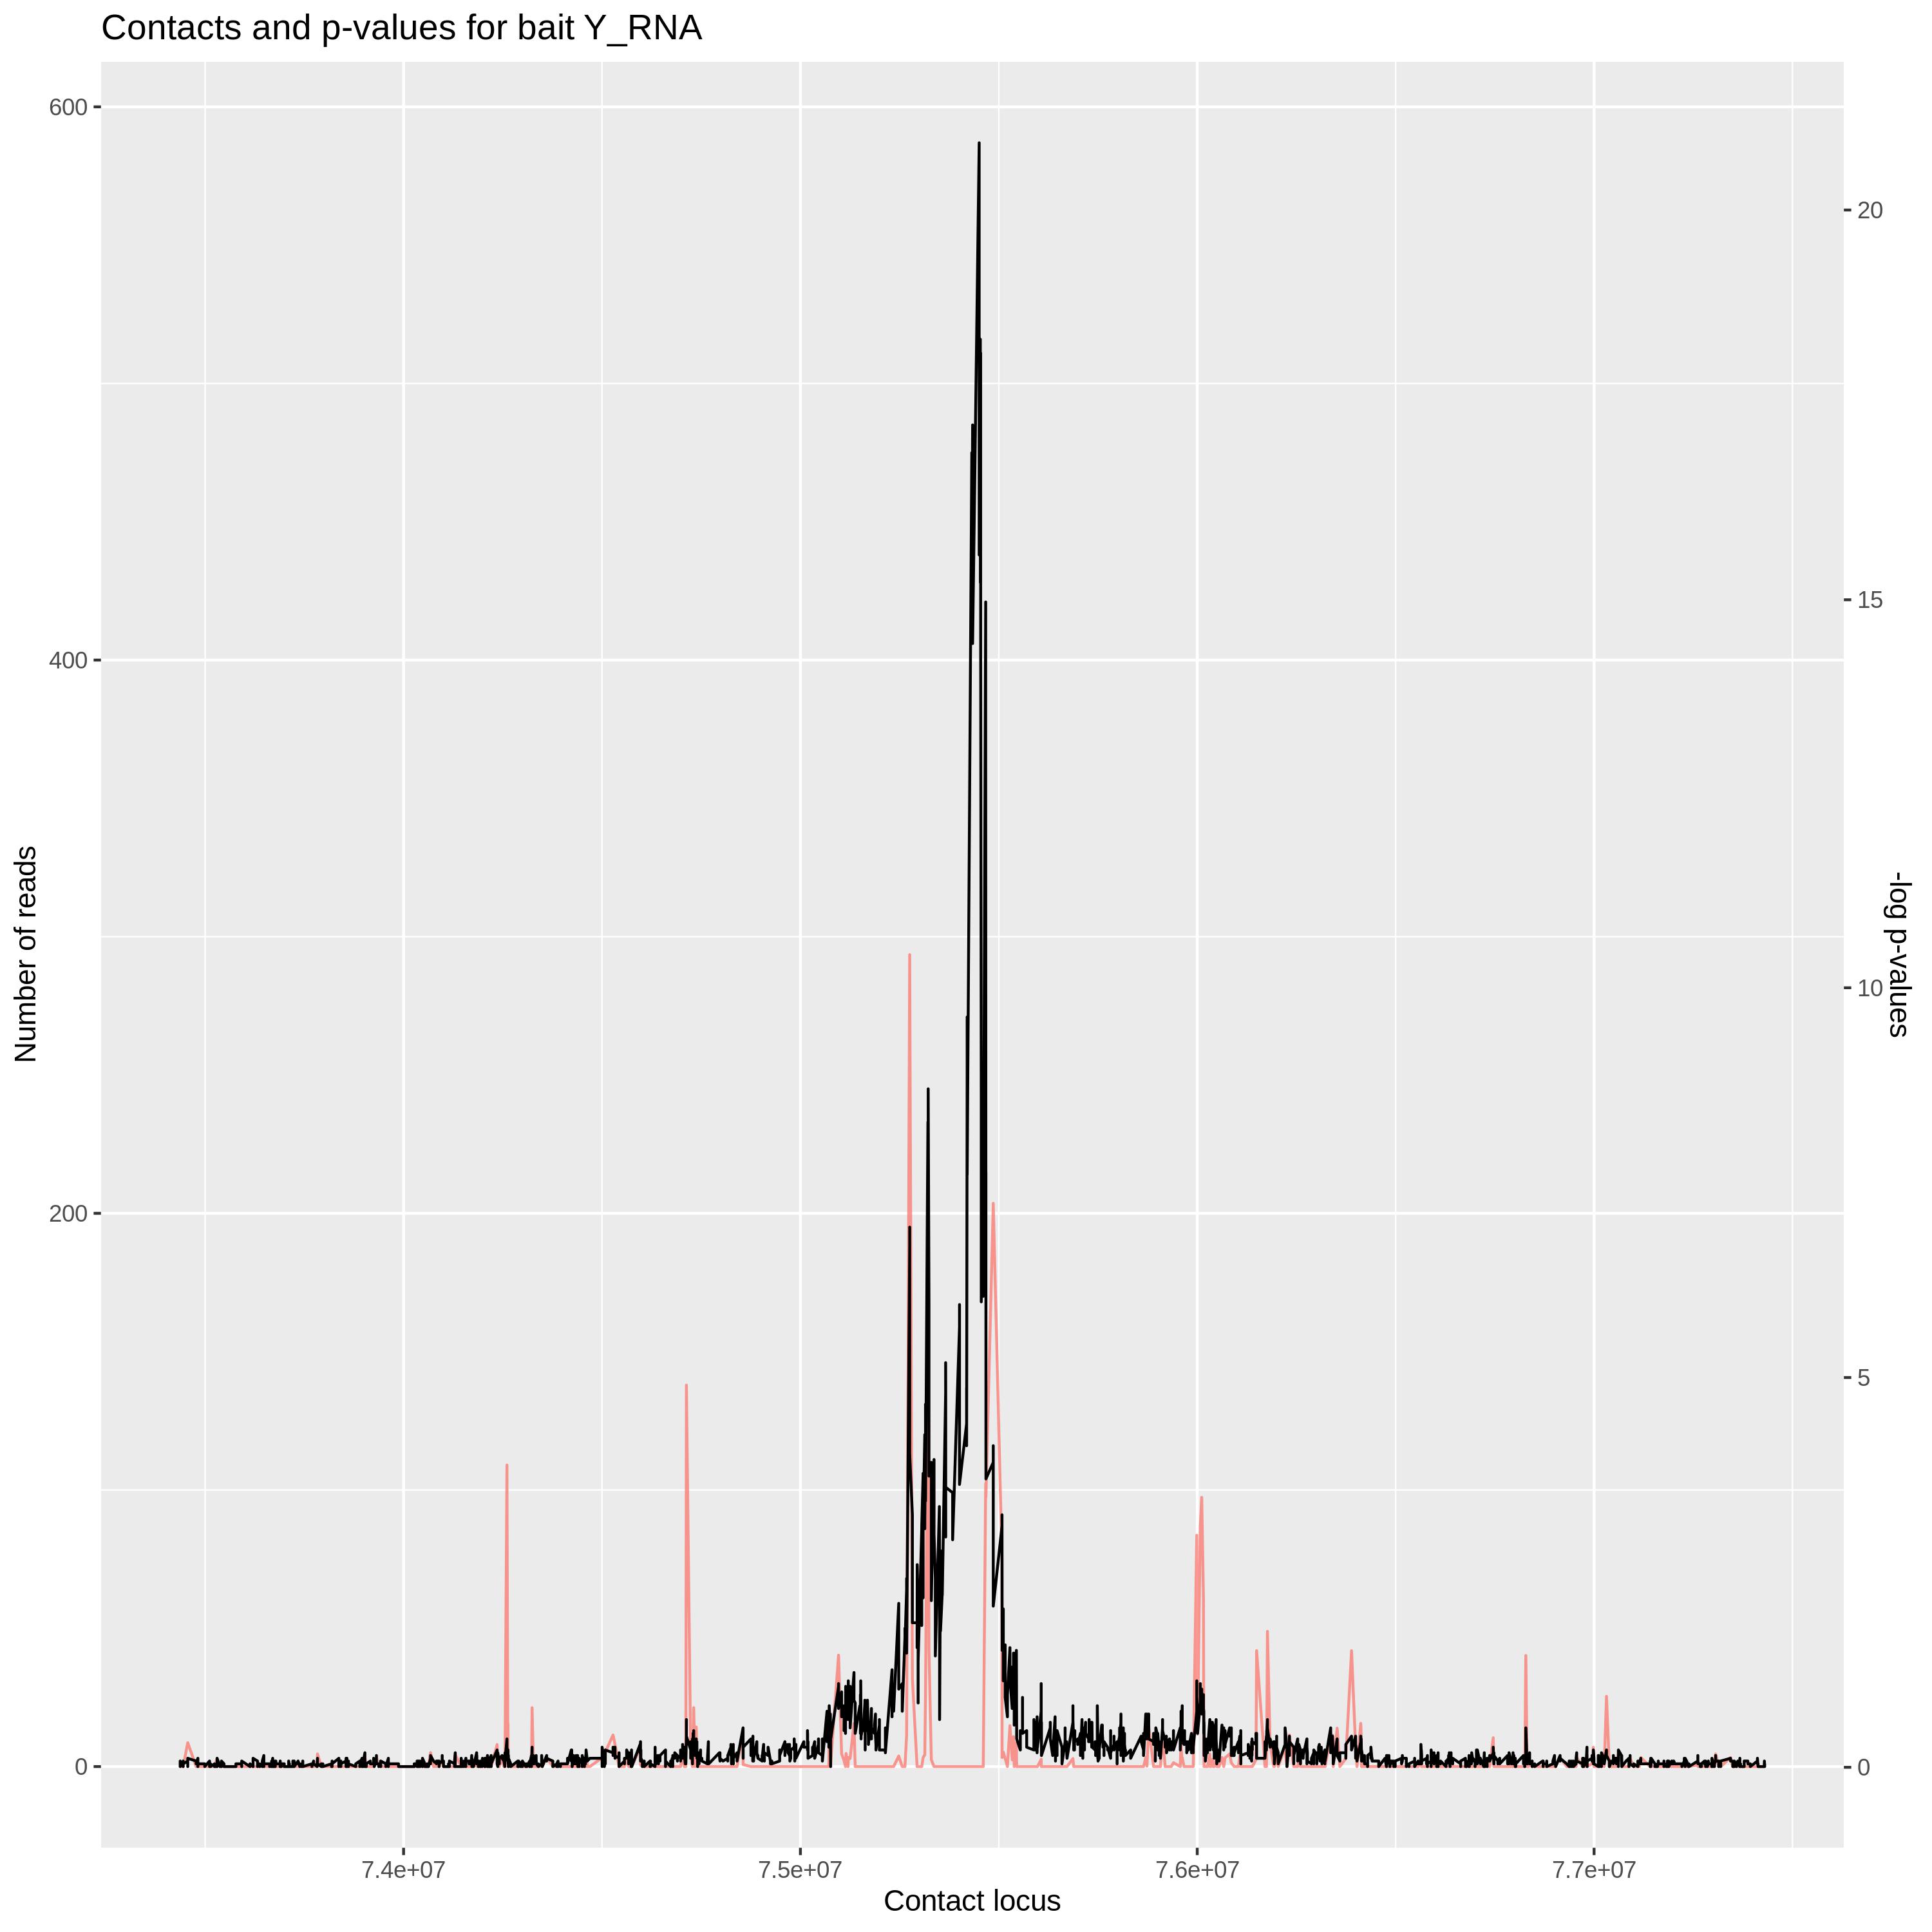 Contacts and p-values for bait Y_RNA
600
400
200
0
Number of reads
20
15
10
5
0
-log p-values
7.4e+07
7.5e+07
7.6e+07
7.7e+07
Contact locus